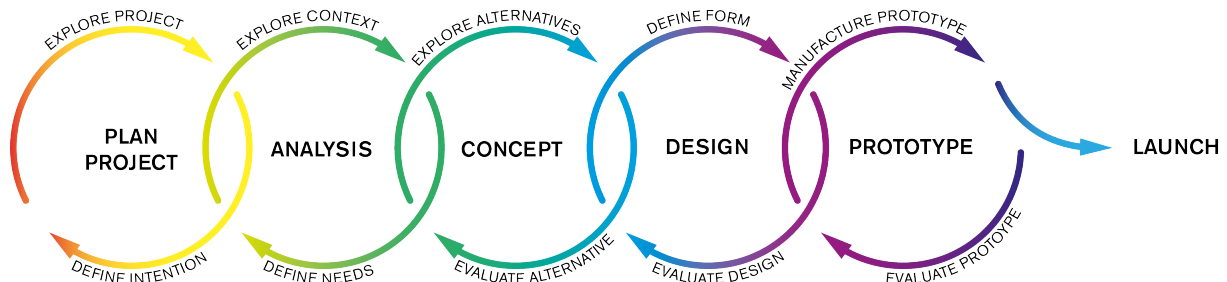 EXPLORE PROJECT
PLAN
PROJECT
DEFINE INTENTION
EXPLORE CONTEXT
ANALYSIS
DEFINE NEEDS
EXPLORE ALTERNATIVES
CONCEPT
EVALUATE ALTERNATIVE
DEFINE FORM
DESIGN
EVALUATE DESIGN
MANUFACTURE PROTOTYPE
PROTOTYPE
EVALUATE PROTOYPE
LAUNCH